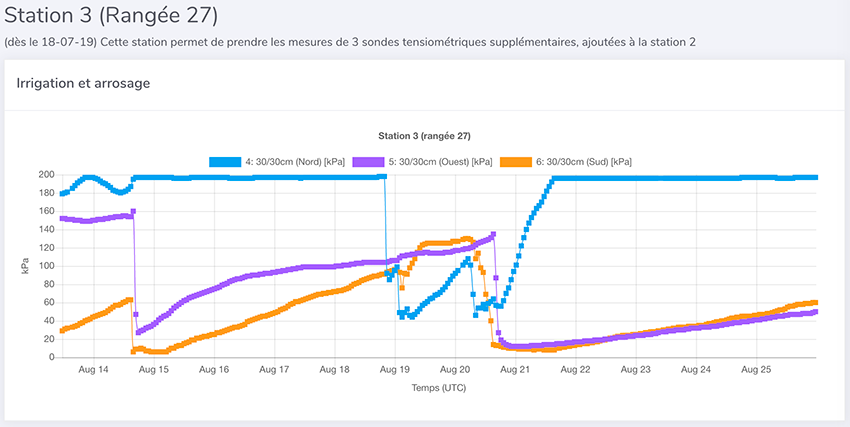 Station 3 (Rangée 27)
(dès le 18-07-19) Cette station permet de prendre les mesures de 3 sondes tensiométriques supplémentaires, ajoutées à la station 2
Irrigation et arrosage
Station 3 (rangée 27)
4: 30/30cm (Nord) [kPa] 5: 30/30cm (Ouest) [kPa] 6: 30/30cm (Sud) [kPa]
200
180
160
140
120
100
80
60
40
20
0
kPa
Aug 14 Aug 15 Aug 16 Aug 17 Aug 18 Aug 19 Aug 20 Aug 21 Aug 22 Aug 23 Aug 24 Aug 25
Temps (UTC)